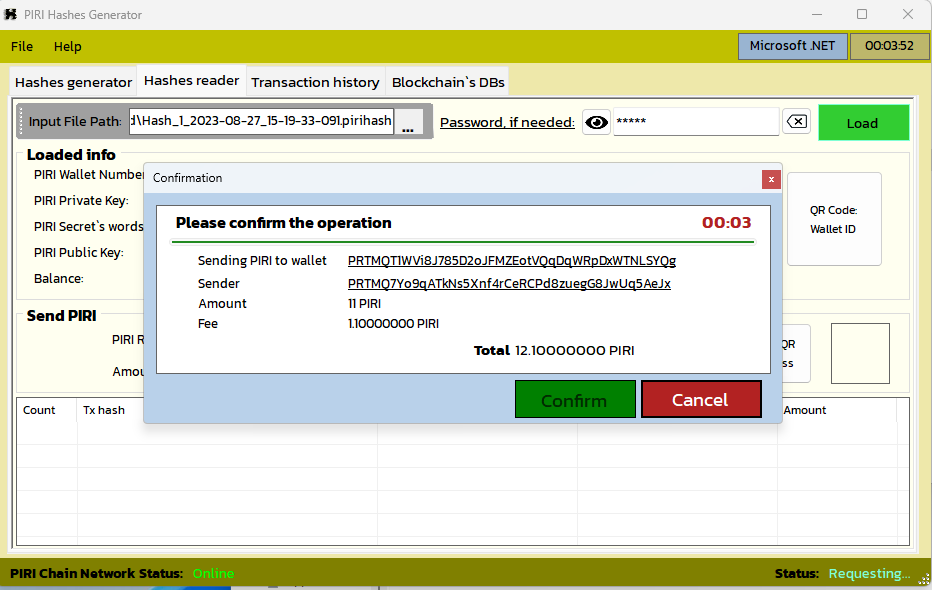 PIRI Hashes Generator
File Help Microsoft .NET 00:03:52
Hashes generator Hashes reader Transaction history Blockchain`s DBs
Input File Path: d\Hash_1_2023-08-27_15-19-33-091.pirihash ... Password, if needed: ***** Load
Loaded info
PIRI Wallet Number
PIRI Private Key:
PIRI Secret`s words
PIRI Public Key:
Balance:
QR Code:
Wallet ID
Confirmation x
Please confirm the operation 00:03
Sending PIRI to wallet PRTMQT1WVi8J785D2oJFMZEotVQqDqWRpDxWTNLSYQg
Sender PRTMQ7Yo9qATkNs5Xnf4rCeRCPd8zuegG8JwUq5AeJx
Amount 11 PIRI
Fee 1.10000000 PIRI
Total 12.10000000 PIRI
Confirm Cancel
Send PIRI
PIRI R
Amou
QR
ss
Count Tx hash Amount
PIRI Chain Network Status: Online Status: Requesting...